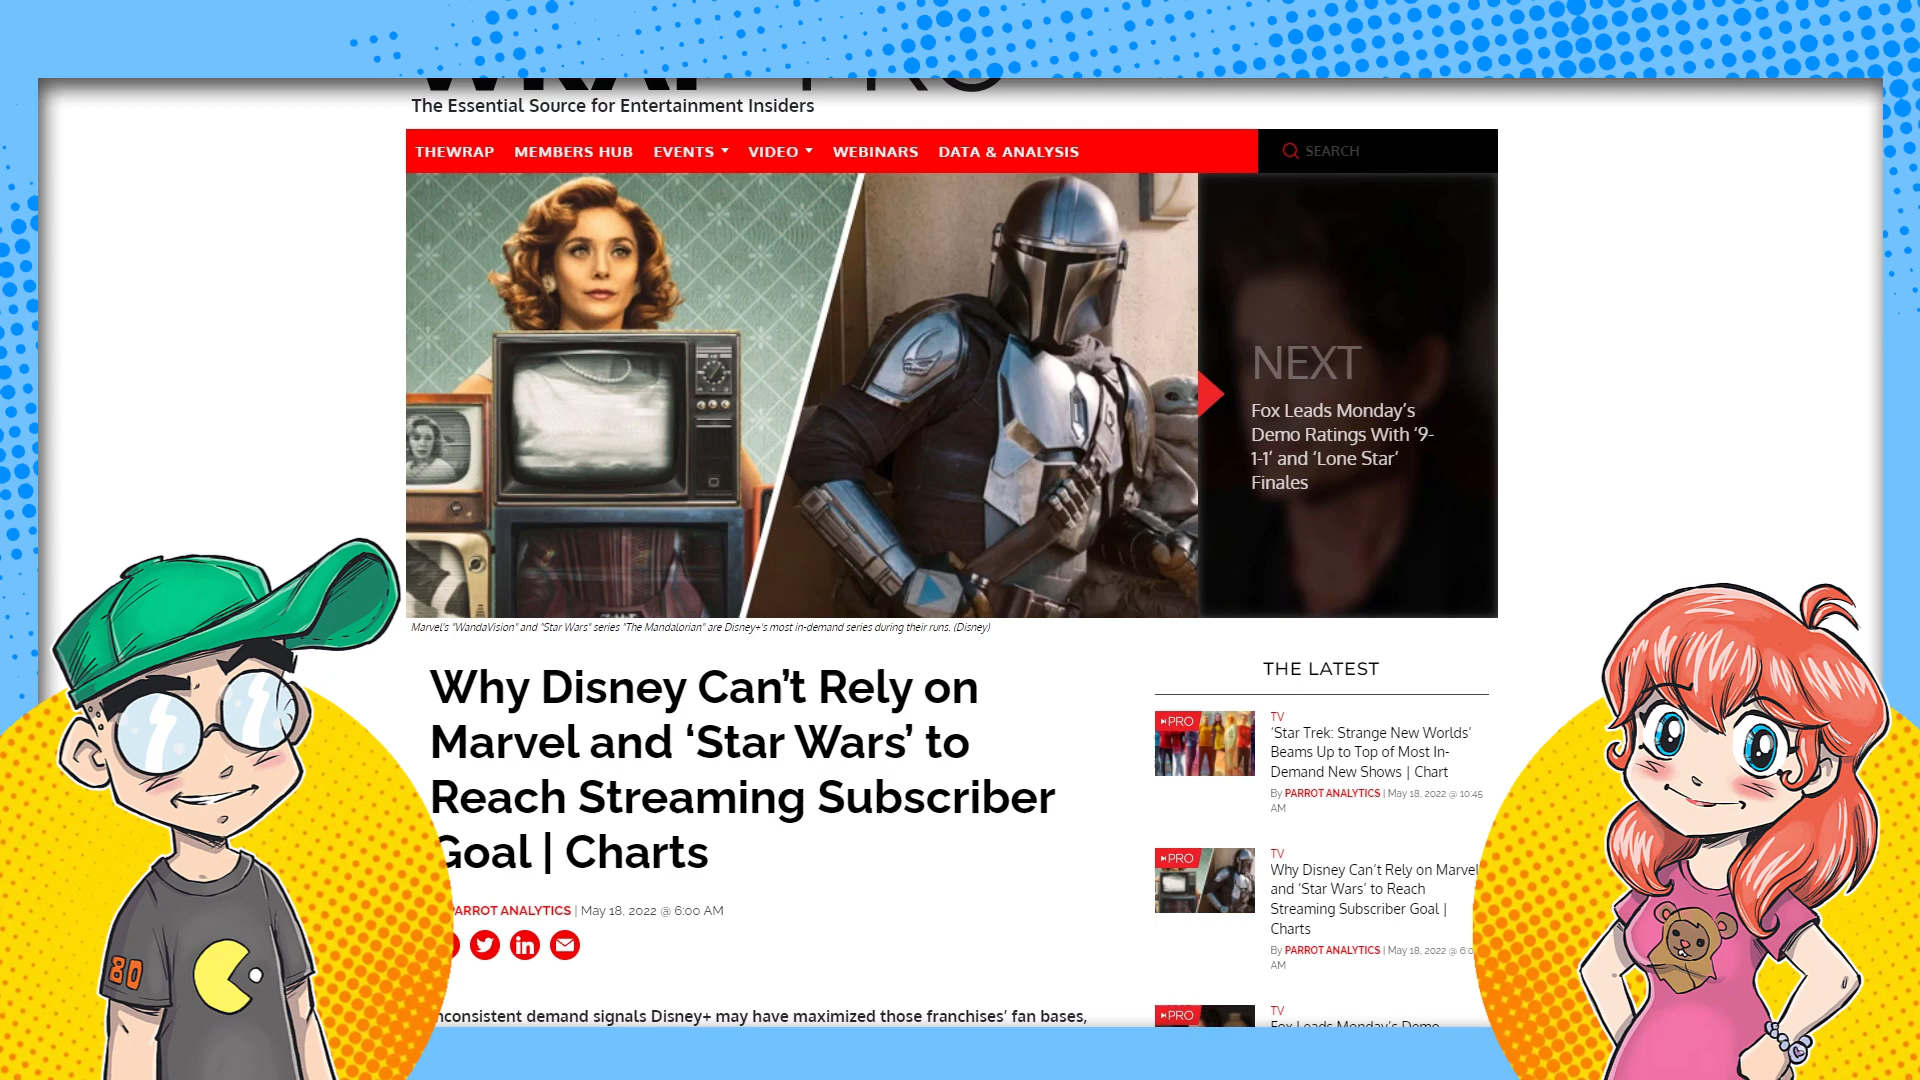 The Essential Source for Entertainment Insiders
THEWRAP MEMBERS HUB EVENTS VIDEO WEBINARS DATA & ANALYSIS
SEARCH
NEXT
Fox Leads Monday’s
Demo Ratings With ‘9-
1-1’ and ‘Lone Star’
Finales
Marvel's "WandaVision" and "Star Wars" series "The Mandalorian" are Disney+'s most in-demand series during their runs. (Disney)
Why Disney Can’t Rely on
Marvel and ‘Star Wars’ to
Reach Streaming Subscriber
Goal | Charts
PARROT ANALYTICS | May 18, 2022 @ 6:00 AM
in
inconsistent demand signals Disney+ may have maximized those franchises’ fan bases,
THE LATEST
PRO
TV
‘Star Trek: Strange New Worlds’
Beams Up to Top of Most In-
Demand New Shows | Chart
By PARROT ANALYTICS | May 18, 2022 @ 10:45
AM
PRO
TV
Why Disney Can’t Rely on Marvel
and ‘Star Wars’ to Reach
Streaming Subscriber Goal |
Charts
By PARROT ANALYTICS | May 18, 2022 @ 6:0
AM
PRO
TV
Fox Leads Monday’s Demo
80